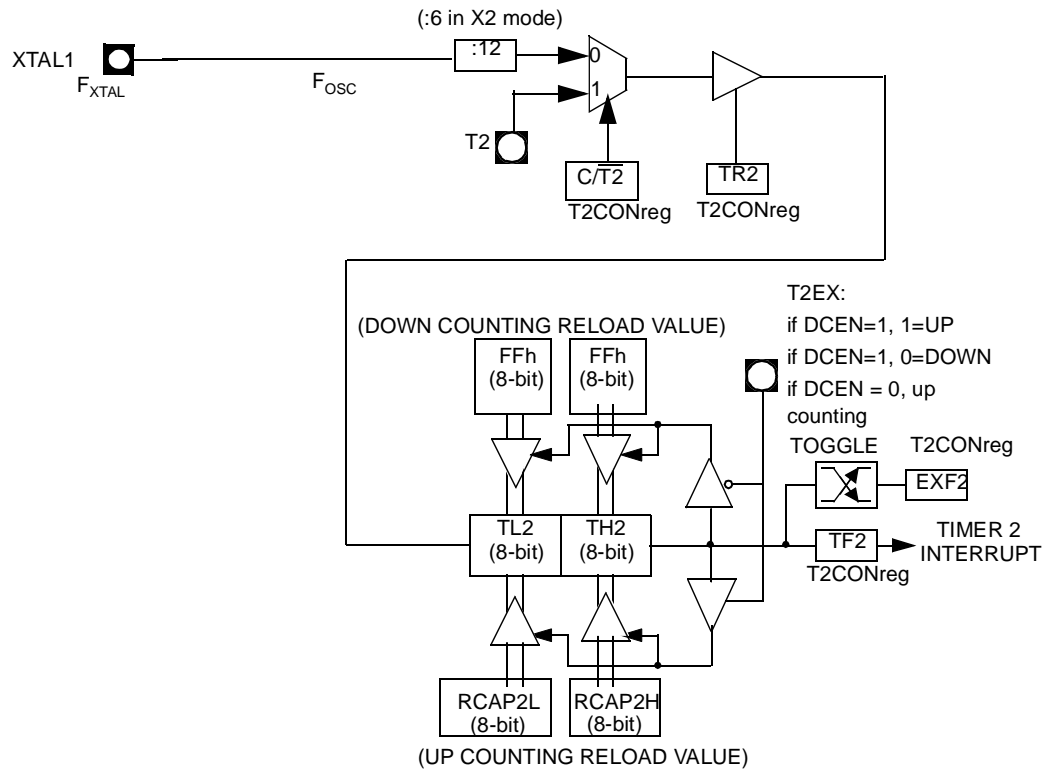 (:6 in X2 mode)
XTAL1
:12
0
F_XTAL
F_OSC
1
T2
C/T̅2̅
TR2
T2CONreg
T2CONreg
T2EX:
if DCEN=1, 1=UP
if DCEN=1, 0=DOWN
if DCEN = 0, up
counting
(DOWN COUNTING RELOAD VALUE)
FFh
(8-bit)
FFh
(8-bit)
TOGGLE
T2CONreg
EXF2
TL2
(8-bit)
TH2
(8-bit)
TF2
T2CONreg
TIMER 2
INTERRUPT
RCAP2L
(8-bit)
RCAP2H
(8-bit)
(UP COUNTING RELOAD VALUE)